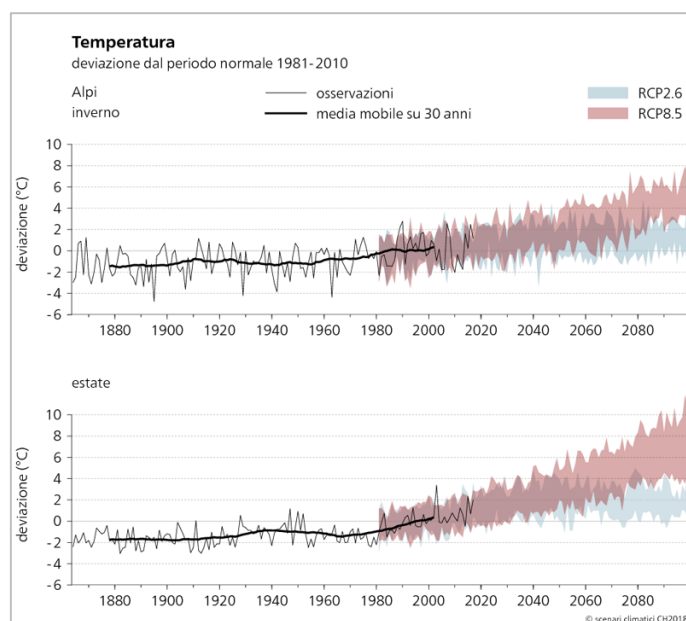 Temperatura
deviazione dal periodo normale 1981-2010
Alpi
inverno
osservazioni
media mobile su 30 anni
RCP2.6
RCP8.5
deviazione (°C)
10
8
6
4
2
0
-2
-4
-6
1880 1900 1920 1940 1960 1980 2000 2020 2040 2060 2080
estate
deviazione (°C)
10
8
6
4
2
0
-2
-4
-6
1880 1900 1920 1940 1960 1980 2000 2020 2040 2060 2080
© scenari climatici CH2018